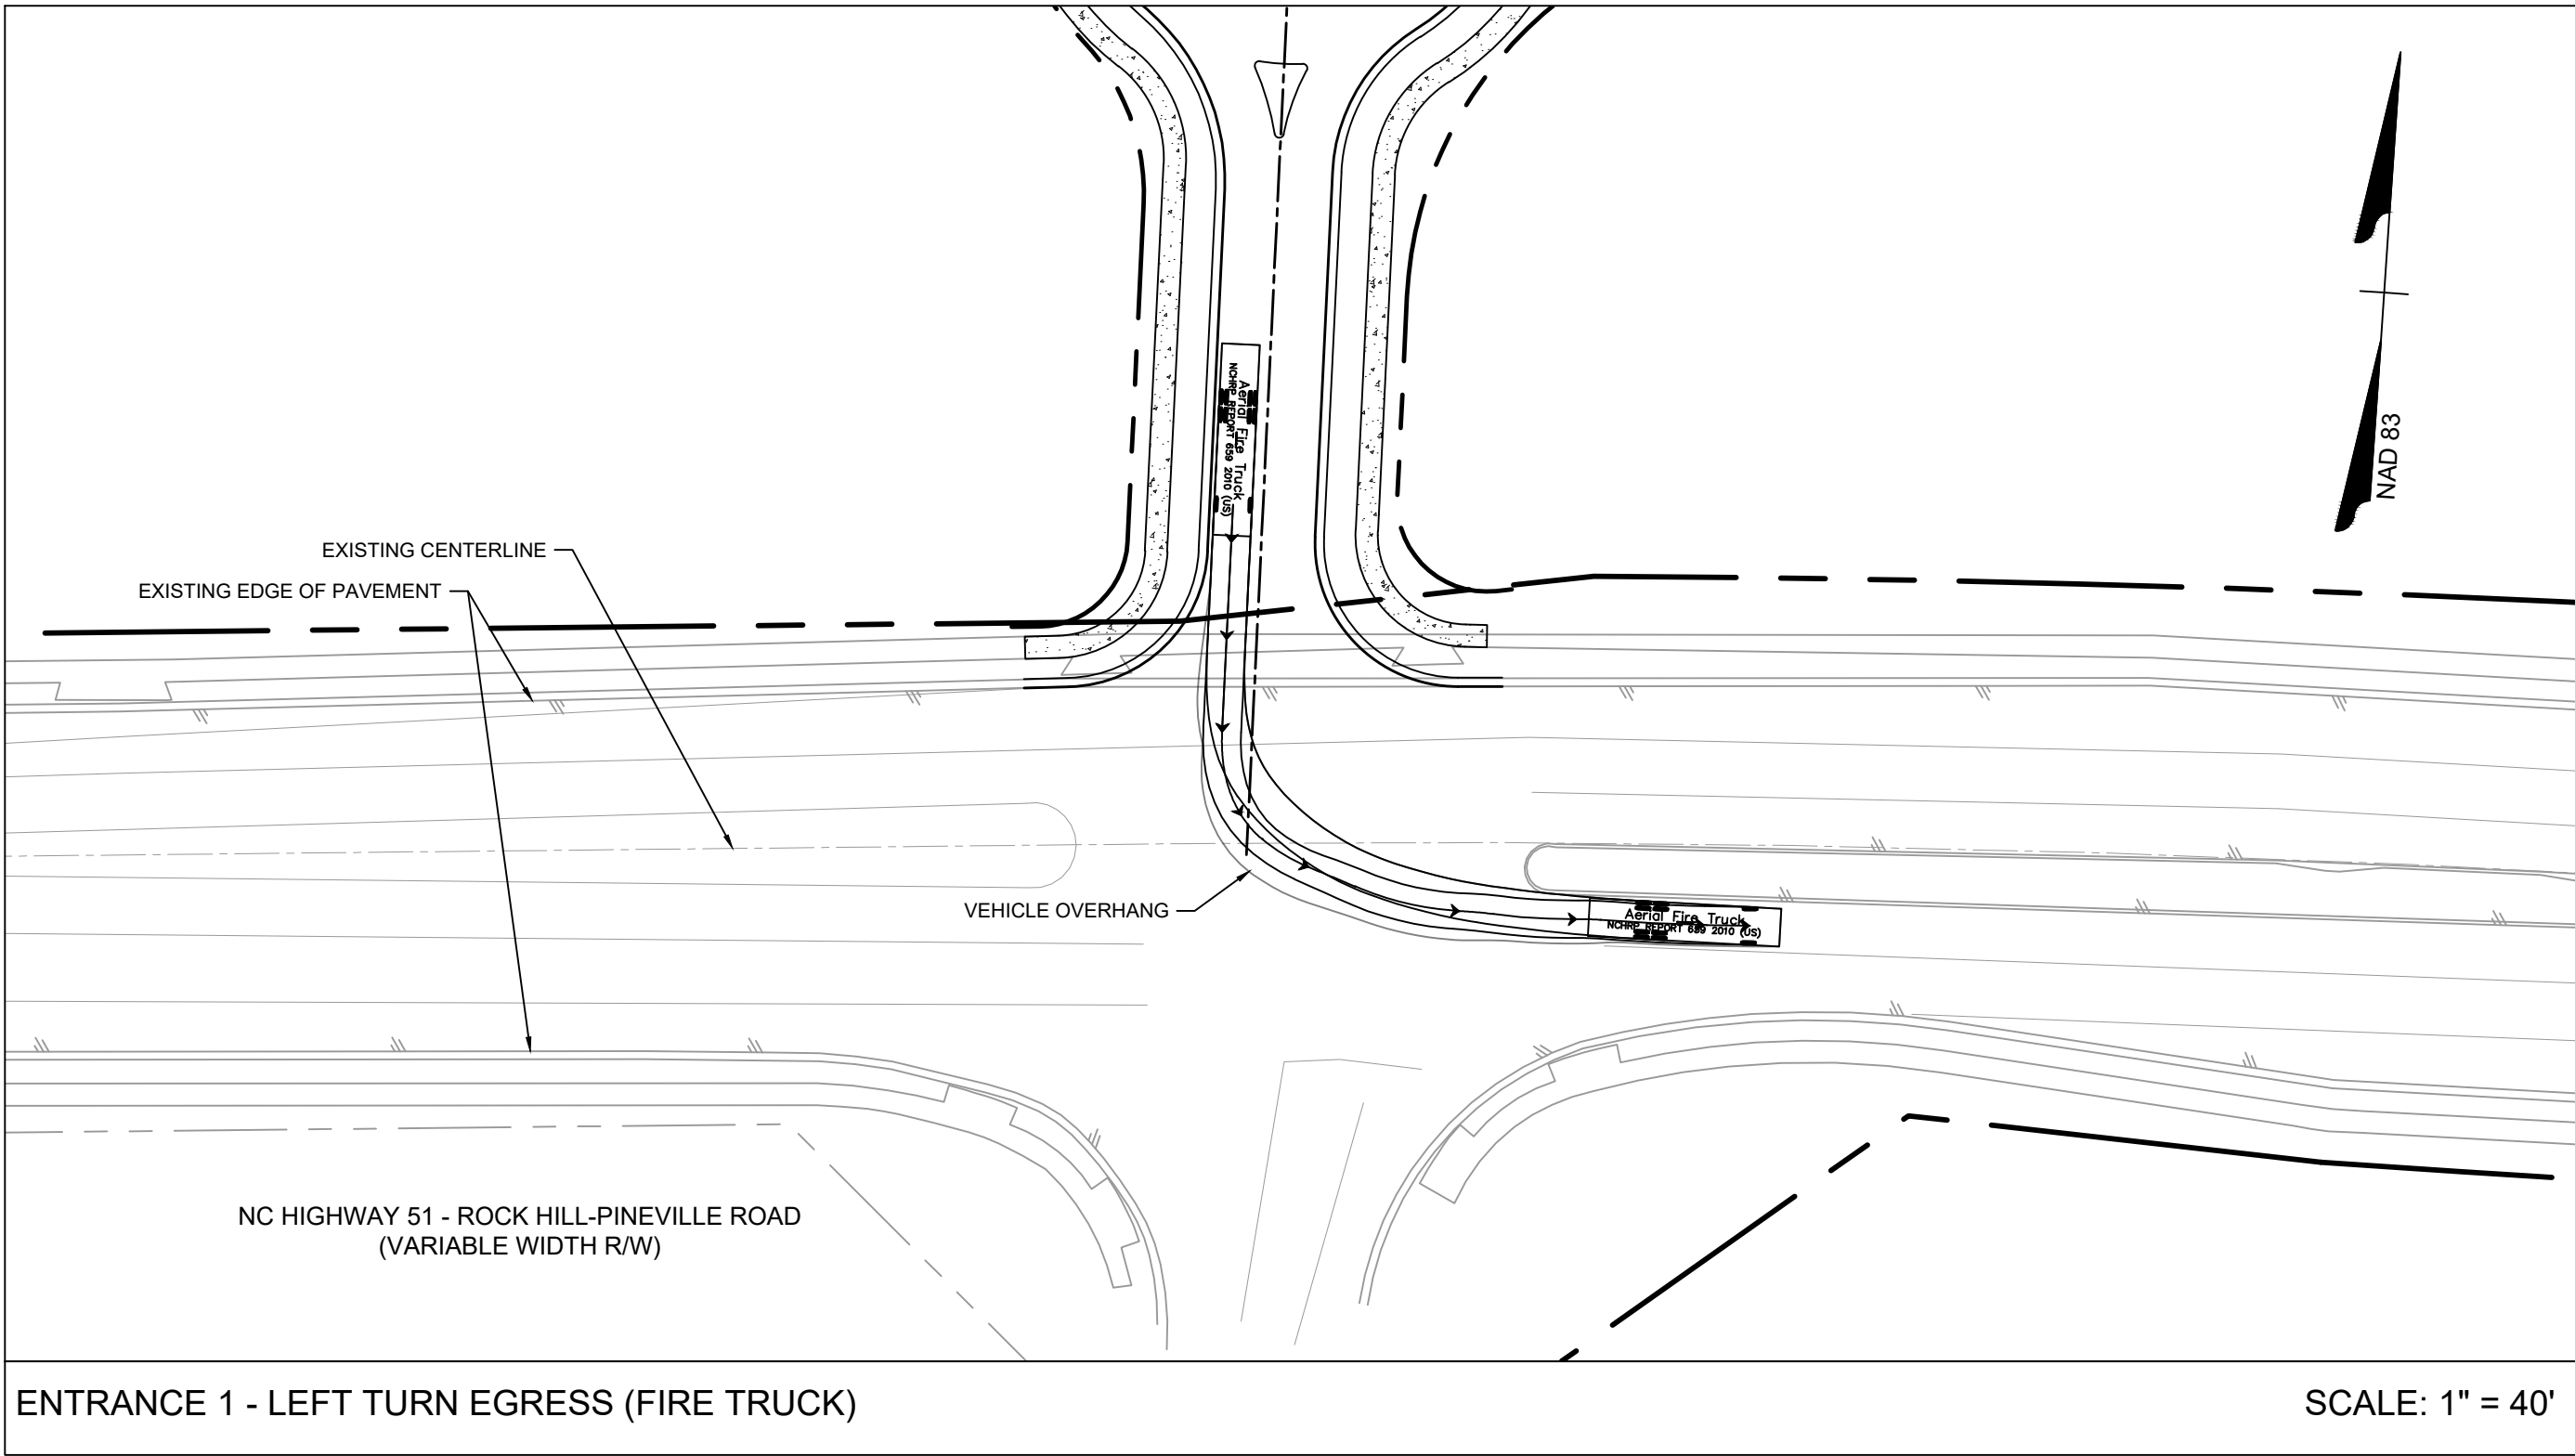 Aerial Fire Truck
NCHRP REPORT 659 2010 (US)
NAD 83
EXISTING CENTERLINE
EXISTING EDGE OF PAVEMENT
VEHICLE OVERHANG
Aerial Fire Truck
NCHRP REPORT 659 2010 (US)
NC HIGHWAY 51 - ROCK HILL-PINEVILLE ROAD
(VARIABLE WIDTH R/W)
ENTRANCE 1 - LEFT TURN EGRESS (FIRE TRUCK)
SCALE: 1" = 40'